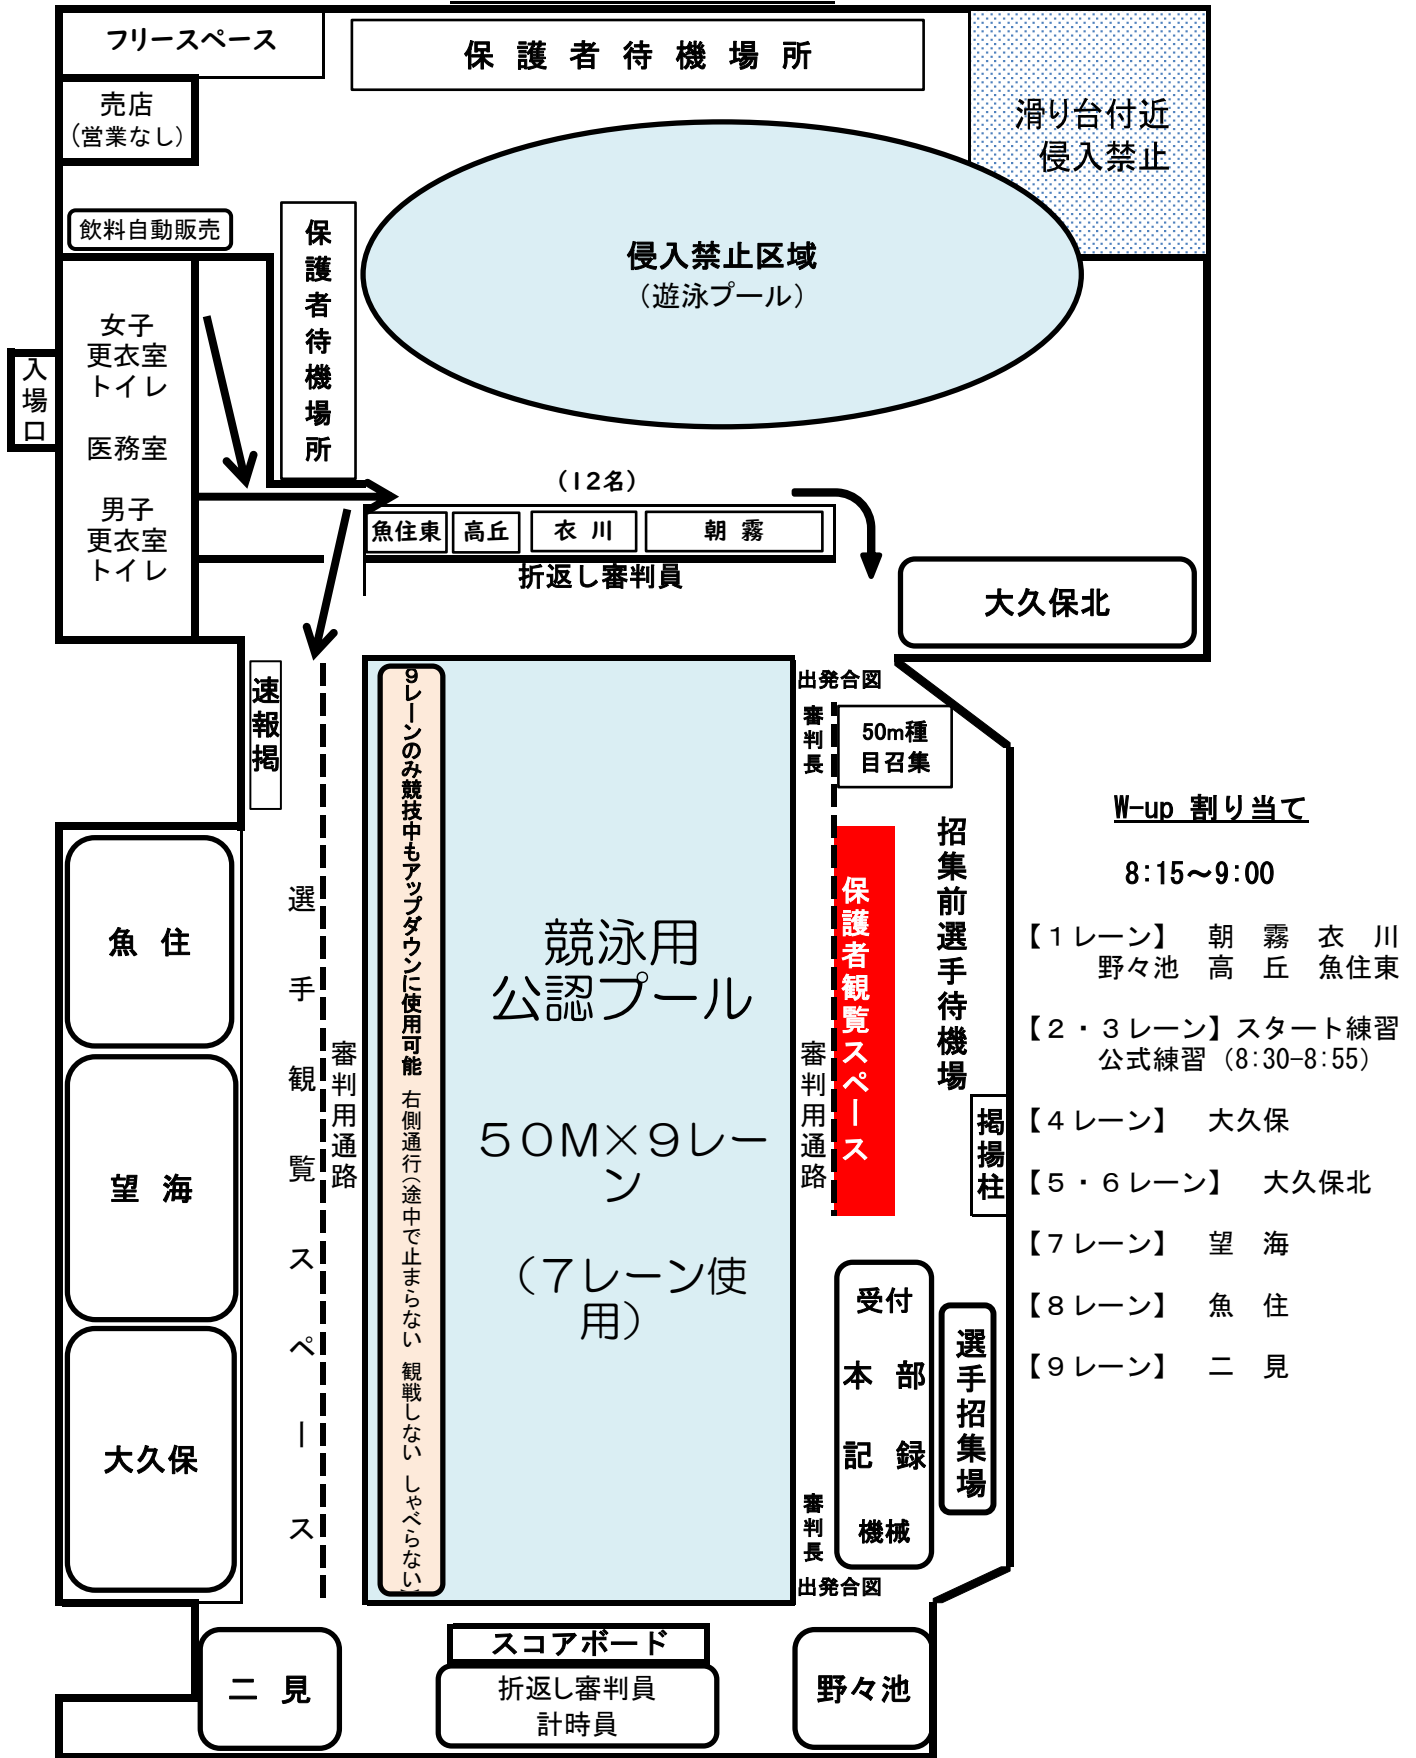 フリースペース
保 護 者 待 機 場 所
売店
(営業なし)
滑り台付近
侵入禁止
飲料自動販売
保護者待機場所
侵入禁止区域
(遊泳プール)
入場口
女子
更衣室
トイレ
医務室
男子
更衣室
トイレ
(12名)
魚住東
高丘
衣 川
朝 霧
折返し審判員
大久保北
速報掲
9レーンのみ競技中もアップダウンに使用可能 右側通行(途中で止まらない 観戦しない しゃべらない)
出発合図
審判長
50m種
目召集
魚 住
望 海
大久保
選手観覧スペース
審判用通路
競泳用
公認プール
50M×9レー
ン
(7レーン使
用)
審判用通路
保護者観覧スペース
招集前選手待機場
掲揚柱
受付
本 部
記 録
機械
選手招集場
審判長
出発合図
スコアボード
折返し審判員
計時員
二 見
野々池
W-up 割り当て
8:15～9:00
【1レーン】 朝 霧 衣 川
野々池 高 丘 魚住東
【2・3レーン】スタート練習
公式練習 (8:30-8:55)
【4レーン】 大久保
【5・6レーン】 大久保北
【7レーン】 望 海
【8レーン】 魚 住
【9レーン】 二 見